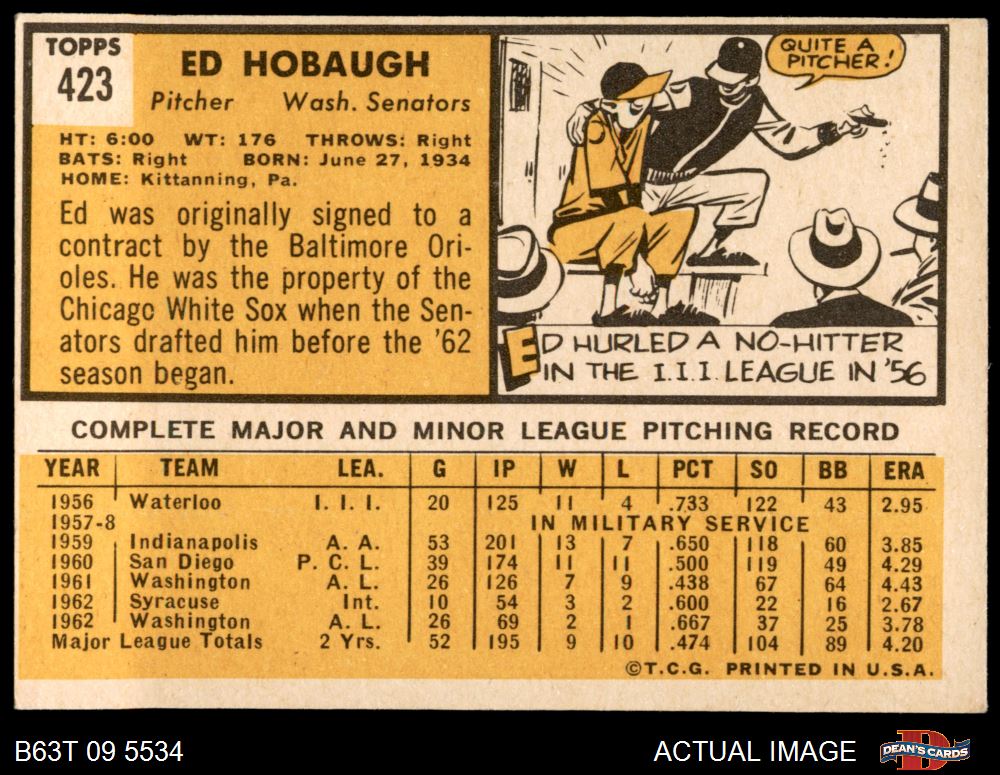 TOPPS
423
ED HOBAUGH
Pitcher Wash. Senators
HT: 6:00 WT: 176 THROWS: Right
BATS: Right BORN: June 27, 1934
HOME: Kittanning, Pa.
Ed was originally signed to a
contract by the Baltimore Ori-
oles. He was the property of the
Chicago White Sox when the Sen-
ators drafted him before the '62
season began.
QUITE A
PITCHER!
ED HURLED A NO-HITTER
IN THE I.I.I. LEAGUE IN '56
COMPLETE MAJOR AND MINOR LEAGUE PITCHING RECORD
YEAR TEAM LEA. G IP W L PCT SO BB ERA
1956 Waterloo I. I. I. 20 125 11 4 .733 122 43 2.95
1957-8 IN MILITARY SERVICE
1959 Indianapolis A. A. 53 201 13 7 .650 118 60 3.85
1960 San Diego P. C. L. 39 174 11 11 .500 119 49 4.29
1961 Washington A. L. 26 126 7 9 .438 67 64 4.43
1962 Syracuse Int. 10 54 3 2 .600 22 16 2.67
1962 Washington A. L. 26 69 2 1 .667 37 25 3.78
Major League Totals 2 Yrs. 52 195 9 10 .474 104 89 4.20
©T.C.G. PRINTED IN U.S.A.
B63T 09 5534
ACTUAL IMAGE
D
DEAN'S CARDS